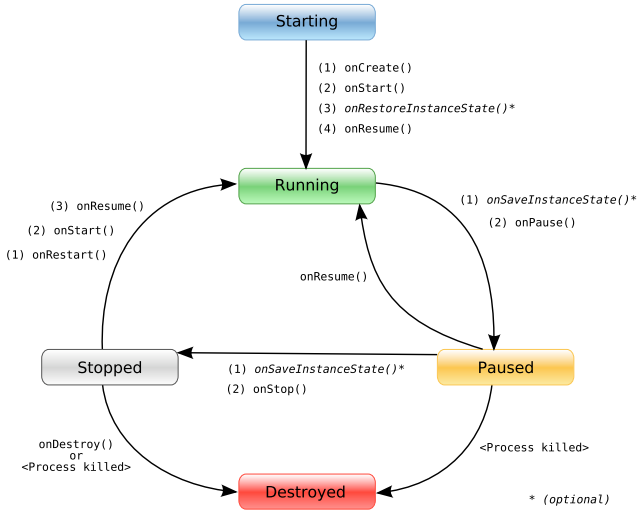 Starting
(1) onCreate()
(2) onStart()
(3) onRestoreInstanceState()*
(4) onResume()
Running
(3) onResume()
(2) onStart()
(1) onRestart()
(1) onSaveInstanceState()*
(2) onPause()
onResume()
Stopped
(1) onSaveInstanceState()*
(2) onStop()
Paused
onDestroy()
or
<Process killed>
<Process killed>
Destroyed
* (optional)